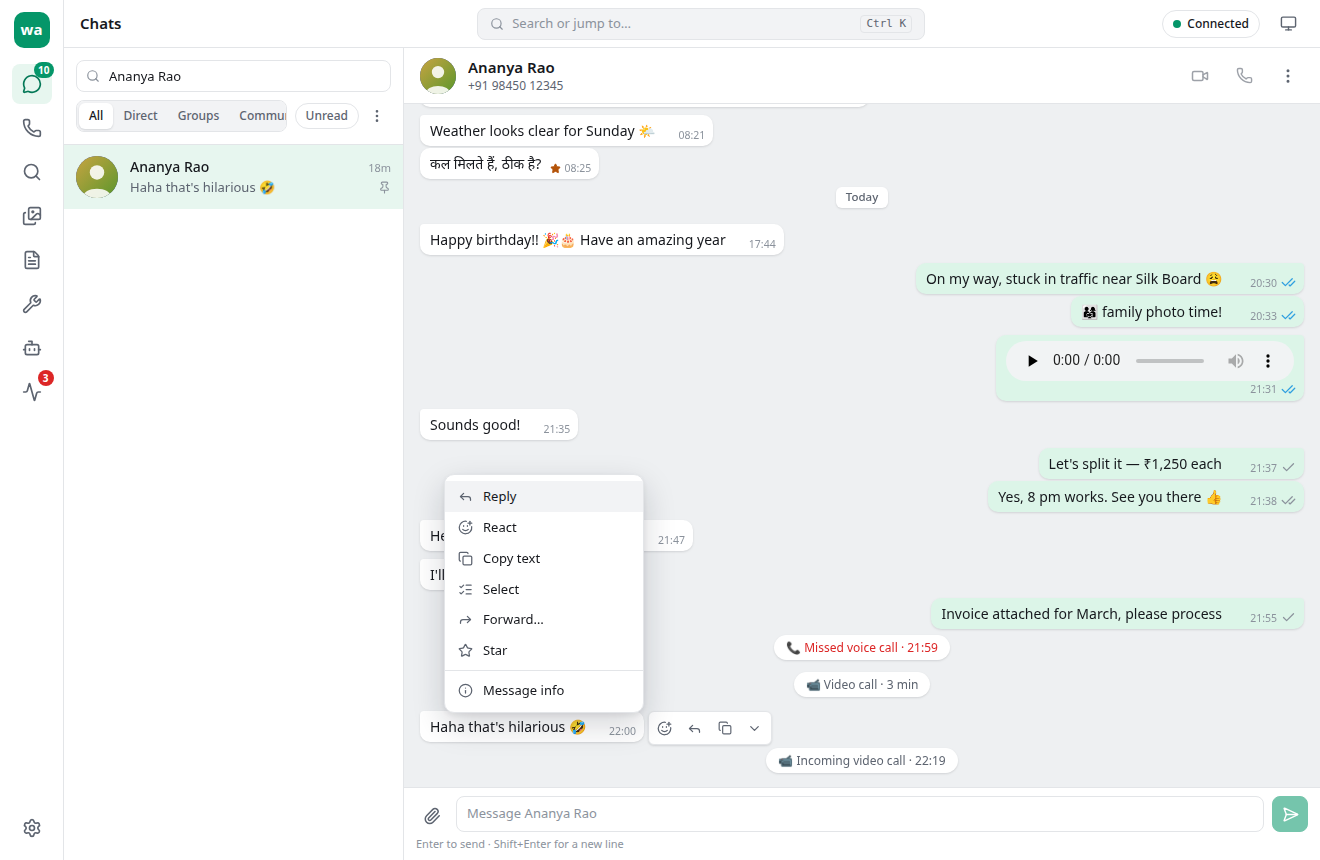 wa
Chats
Search or jump to...
Ctrl K
Connected
10
3
Ananya Rao
All
Direct
Groups
Commu
Unread
Ananya Rao
18m
Haha that's hilarious 🤣
Ananya Rao
+91 98450 12345
Weather looks clear for Sunday 🌤️ 08:21
कल मिलते हैं, ठीक है? 08:25
Today
Happy birthday!! 🎉🎂 Have an amazing year 17:44
On my way, stuck in traffic near Silk Board 😩 20:30
👨‍👩‍👧 family photo time! 20:33
0:00 / 0:00
21:31
Sounds good! 21:35
Let's split it — ₹1,250 each 21:37
Yes, 8 pm works. See you there 👍 21:38
He
21:47
I'll
Reply
React
Copy text
Select
Forward...
Star
Message info
Invoice attached for March, please process 21:55
📞 Missed voice call · 21:59
📹 Video call · 3 min
Haha that's hilarious 🤣 22:00
📹 Incoming video call · 22:19
Message Ananya Rao
Enter to send · Shift+Enter for a new line